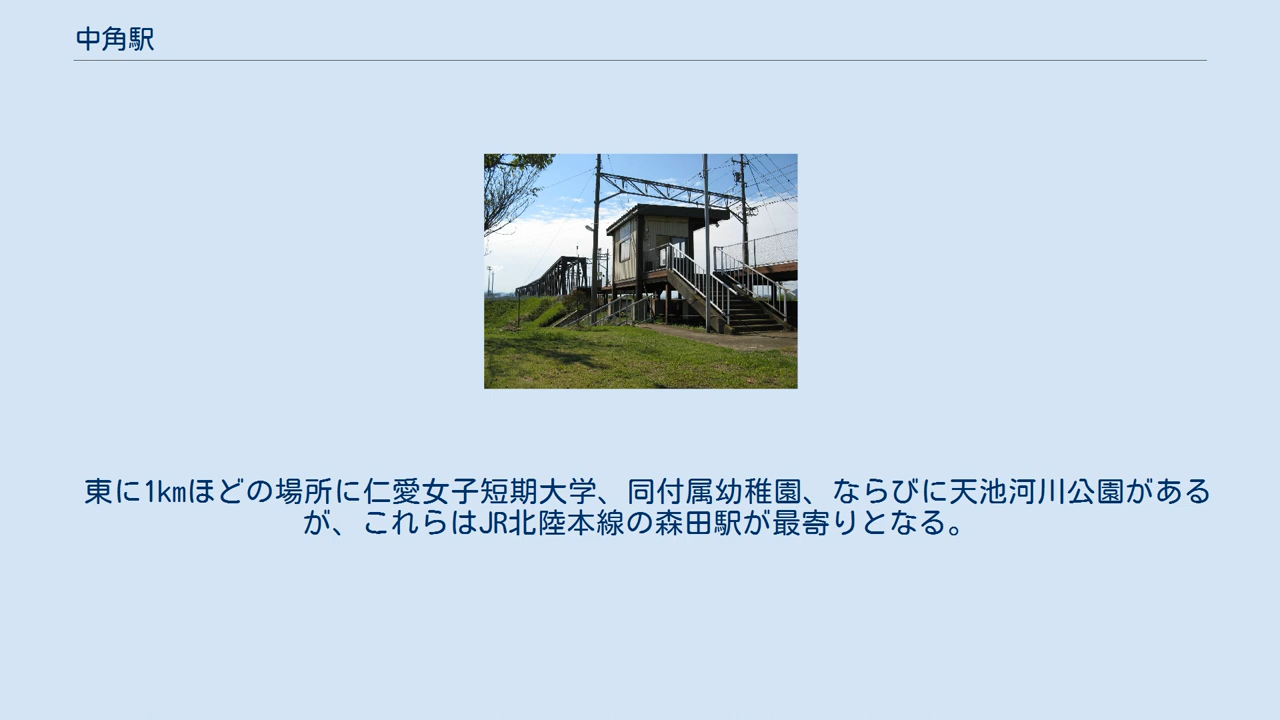 中角駅
東に1kmほどの場所に仁愛女子短期大学、同付属幼稚園、ならびに天池河川公園がある
が、これらはJR北陸本線の森田駅が最寄りとなる。